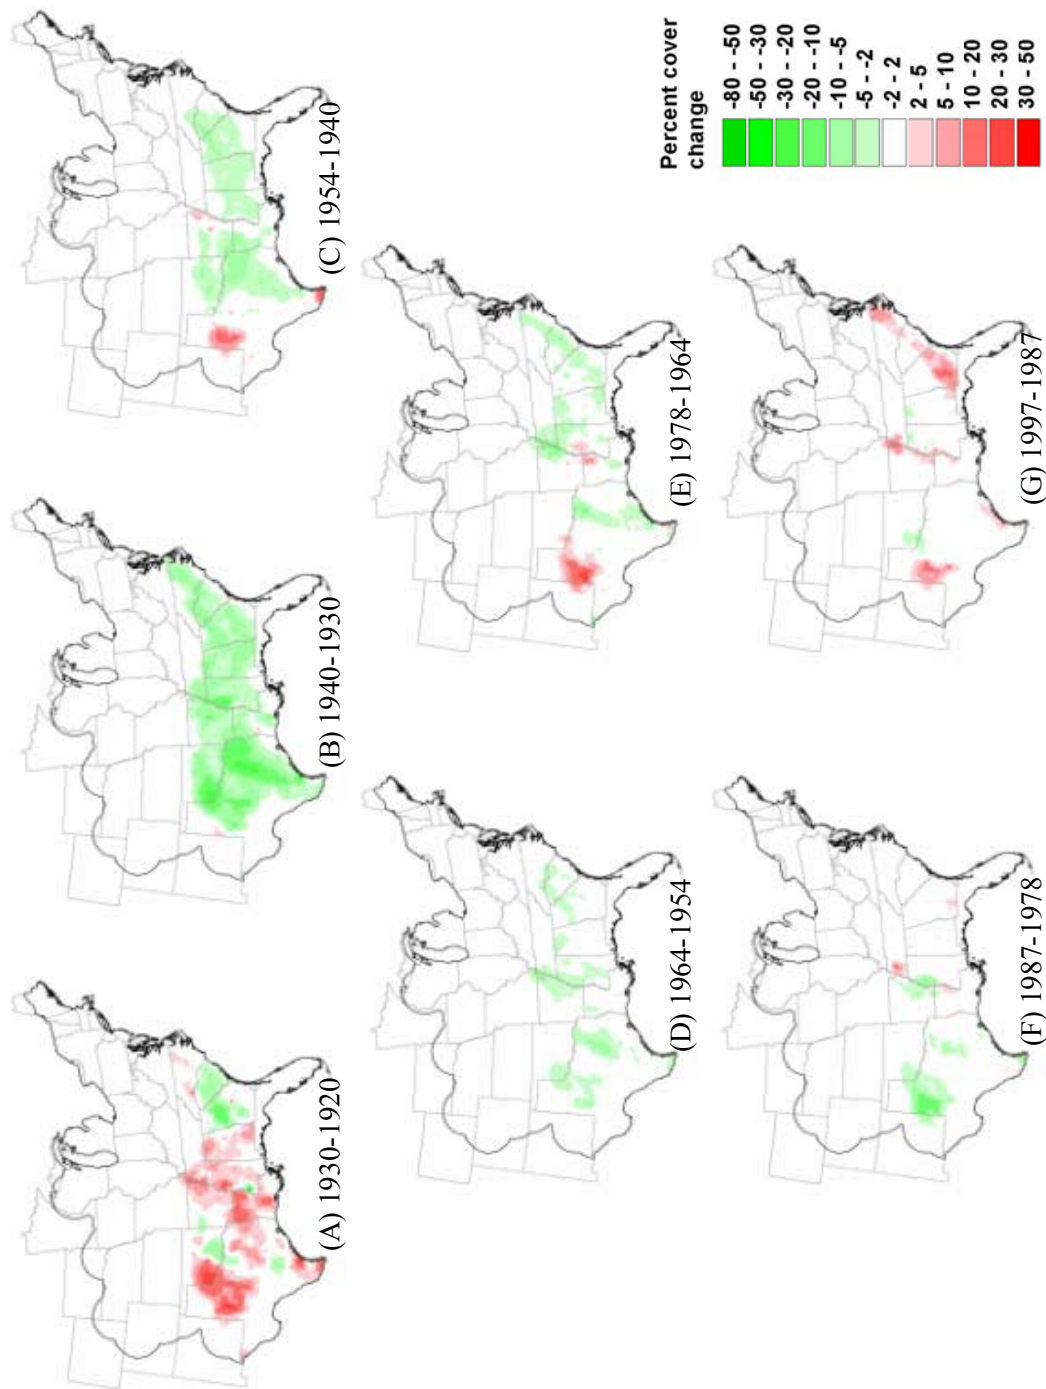 (A) 1930-1920
(B) 1940-1930
(C) 1954-1940
(D) 1964-1954
(E) 1978-1964
(F) 1987-1978
(G) 1997-1987
Percent cover
change
-80 - -50
-50 - -30
-30 - -20
-20 - -10
-10 - -5
-5 - -2
-2 - 2
2 - 5
5 - 10
10 - 20
20 - 30
30 - 50